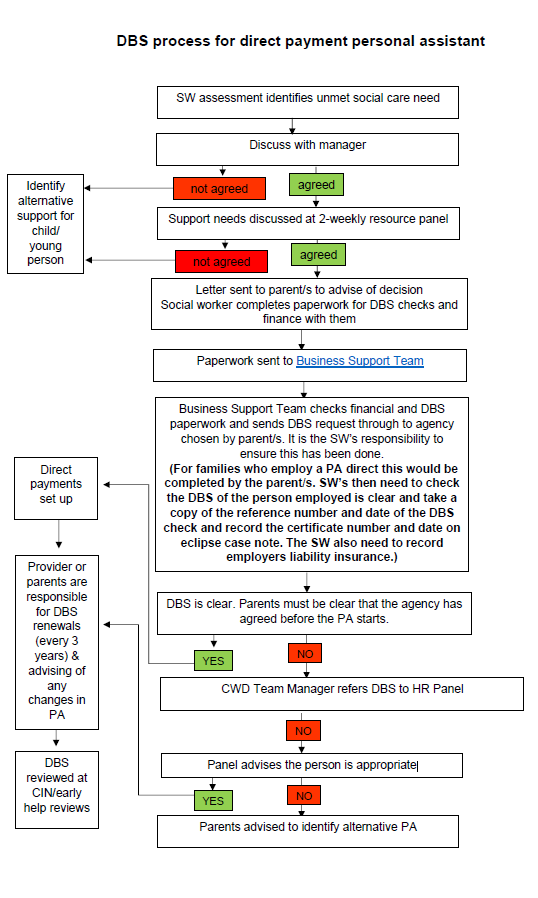 DBS process for direct payment personal assistant
SW assessment identifies unmet social care need
Discuss with manager
not agreed
agreed
Identify
alternative
support for
child/
young
person
Support needs discussed at 2-weekly resource panel
not agreed
agreed
Letter sent to parent/s to advise of decision
Social worker completes paperwork for DBS checks and
finance with them
Paperwork sent to Business Support Team
Business Support Team checks financial and DBS
paperwork and sends DBS request through to agency
chosen by parent/s. It is the SW's responsibility to
ensure this has been done.
(For families who employ a PA direct this would be
completed by the parent/s. SW's then need to check
the DBS of the person employed is clear and take a
copy of the reference number and date of the DBS
check and record the certificate number and date on
eclipse case note. The SW also need to record
employers liability insurance.)
Direct
payments
set up
Provider or
parents are
responsible
for DBS
renewals
(every 3
years) &
advising of
any
changes in
PA
DBS is clear. Parents must be clear that the agency has
agreed before the PA starts.
YES
NO
CWD Team Manager refers DBS to HR Panel
NO
DBS
reviewed at
CIN/early
help reviews
Panel advises the person is appropriate
YES
NO
Parents advised to identify alternative PA